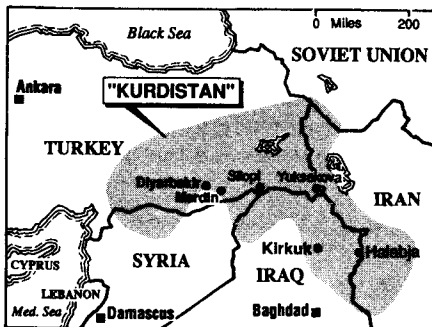 0 Miles 200
Black Sea
SOVIET UNION
Ankara
"KURDISTAN"
TURKEY
Silopi
Yuksekova
Diyarbakir
Mardin
IRAN
SYRIA
Kirkuk
Halabja
CYPRUS
IRAQ
LEBANON
Med. Sea
Damascus
Baghdad